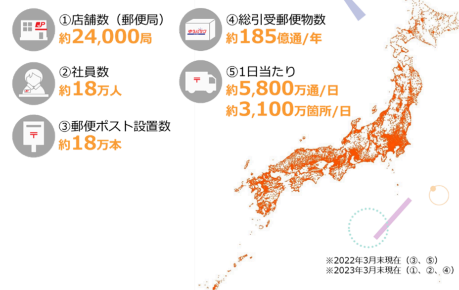 ①店舗数（郵便局）
約24,000局
②社員数
約18万人
③郵便ポスト設置数
約18万本
④総引受郵便物数
約185億通/年
⑤1日当たり
約5,800万通/日
約3,100万箇所/日
※2022年3月末現在（③、⑤）
※2023年3月末現在（①、②、④）